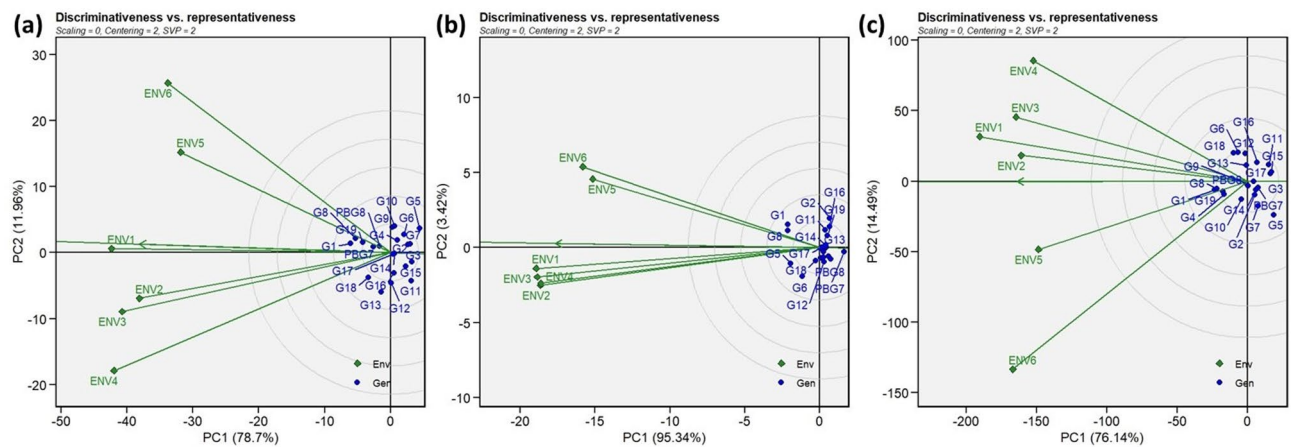 (a)
Discriminativeness vs. representativeness
Scaling = 0, Centering = 2, SVP = 2
30
20
10
0
-10
-20
PC2 (11.96%)
ENV6
ENV5
ENV1
ENV2
ENV3
ENV4
G10
G5
G8
PBG8
G9
G6
G19
G4
G7
G1
G2
PBG7
G3
G17
G14
G15
G18
G16
G11
G13
G12
Env
Gen
-50
-40
-30
-20
-10
0
PC1 (78.7%)
(b)
Discriminativeness vs. representativeness
Scaling = 0, Centering = 2, SVP = 2
10
5
0
-5
-10
PC2 (3.42%)
ENV6
ENV5
ENV1
ENV3
ENV4
ENV2
G16
G2
G19
G1
G11
G8
G14
G13
G5
G17
G18
PBG8
G6
PBG7
G12
Env
Gen
-20
-15
-10
-5
0
PC1 (95.34%)
(c)
Discriminativeness vs. representativeness
Scaling = 0, Centering = 2, SVP = 2
100
50
0
-50
-100
-150
PC2 (14.49%)
ENV4
ENV3
ENV1
ENV2
ENV5
ENV6
G16
G6
G18
G12
G11
G13
G15
G9
G17
G8
PBG8
G3
G1
G19
PBG7
G4
G14
G7
G5
G10
G2
Env
Gen
-200
-150
-100
-50
0
PC1 (76.14%)